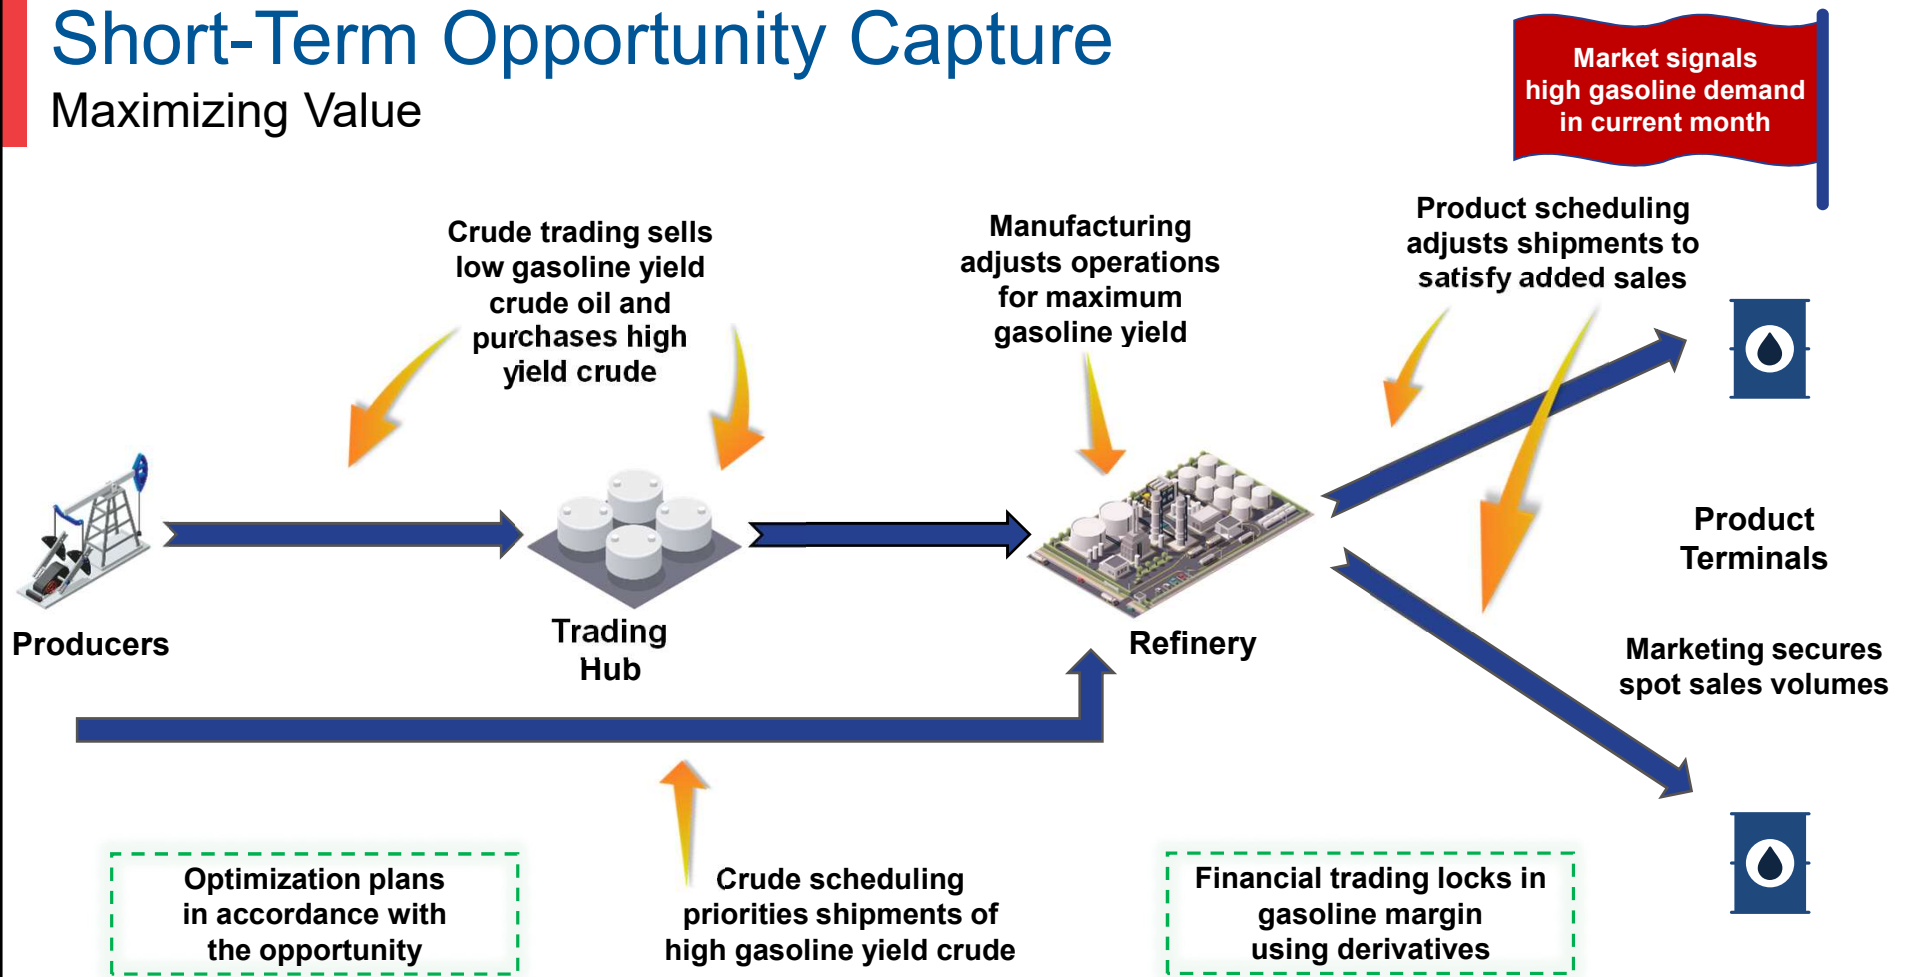 Short-Term Opportunity Capture
Maximizing Value
Market signals
high gasoline demand
in current month
Crude trading sells
low gasoline yield
crude oil and
purchases high
yield crude
Manufacturing
adjusts operations
for maximum
gasoline yield
Product scheduling
adjusts shipments to
satisfy added sales
Producers
Trading
Hub
Refinery
Product
Terminals
Marketing secures
spot sales volumes
Optimization plans
in accordance with
the opportunity
Crude scheduling
priorities shipments of
high gasoline yield crude
Financial trading locks in
gasoline margin
using derivatives